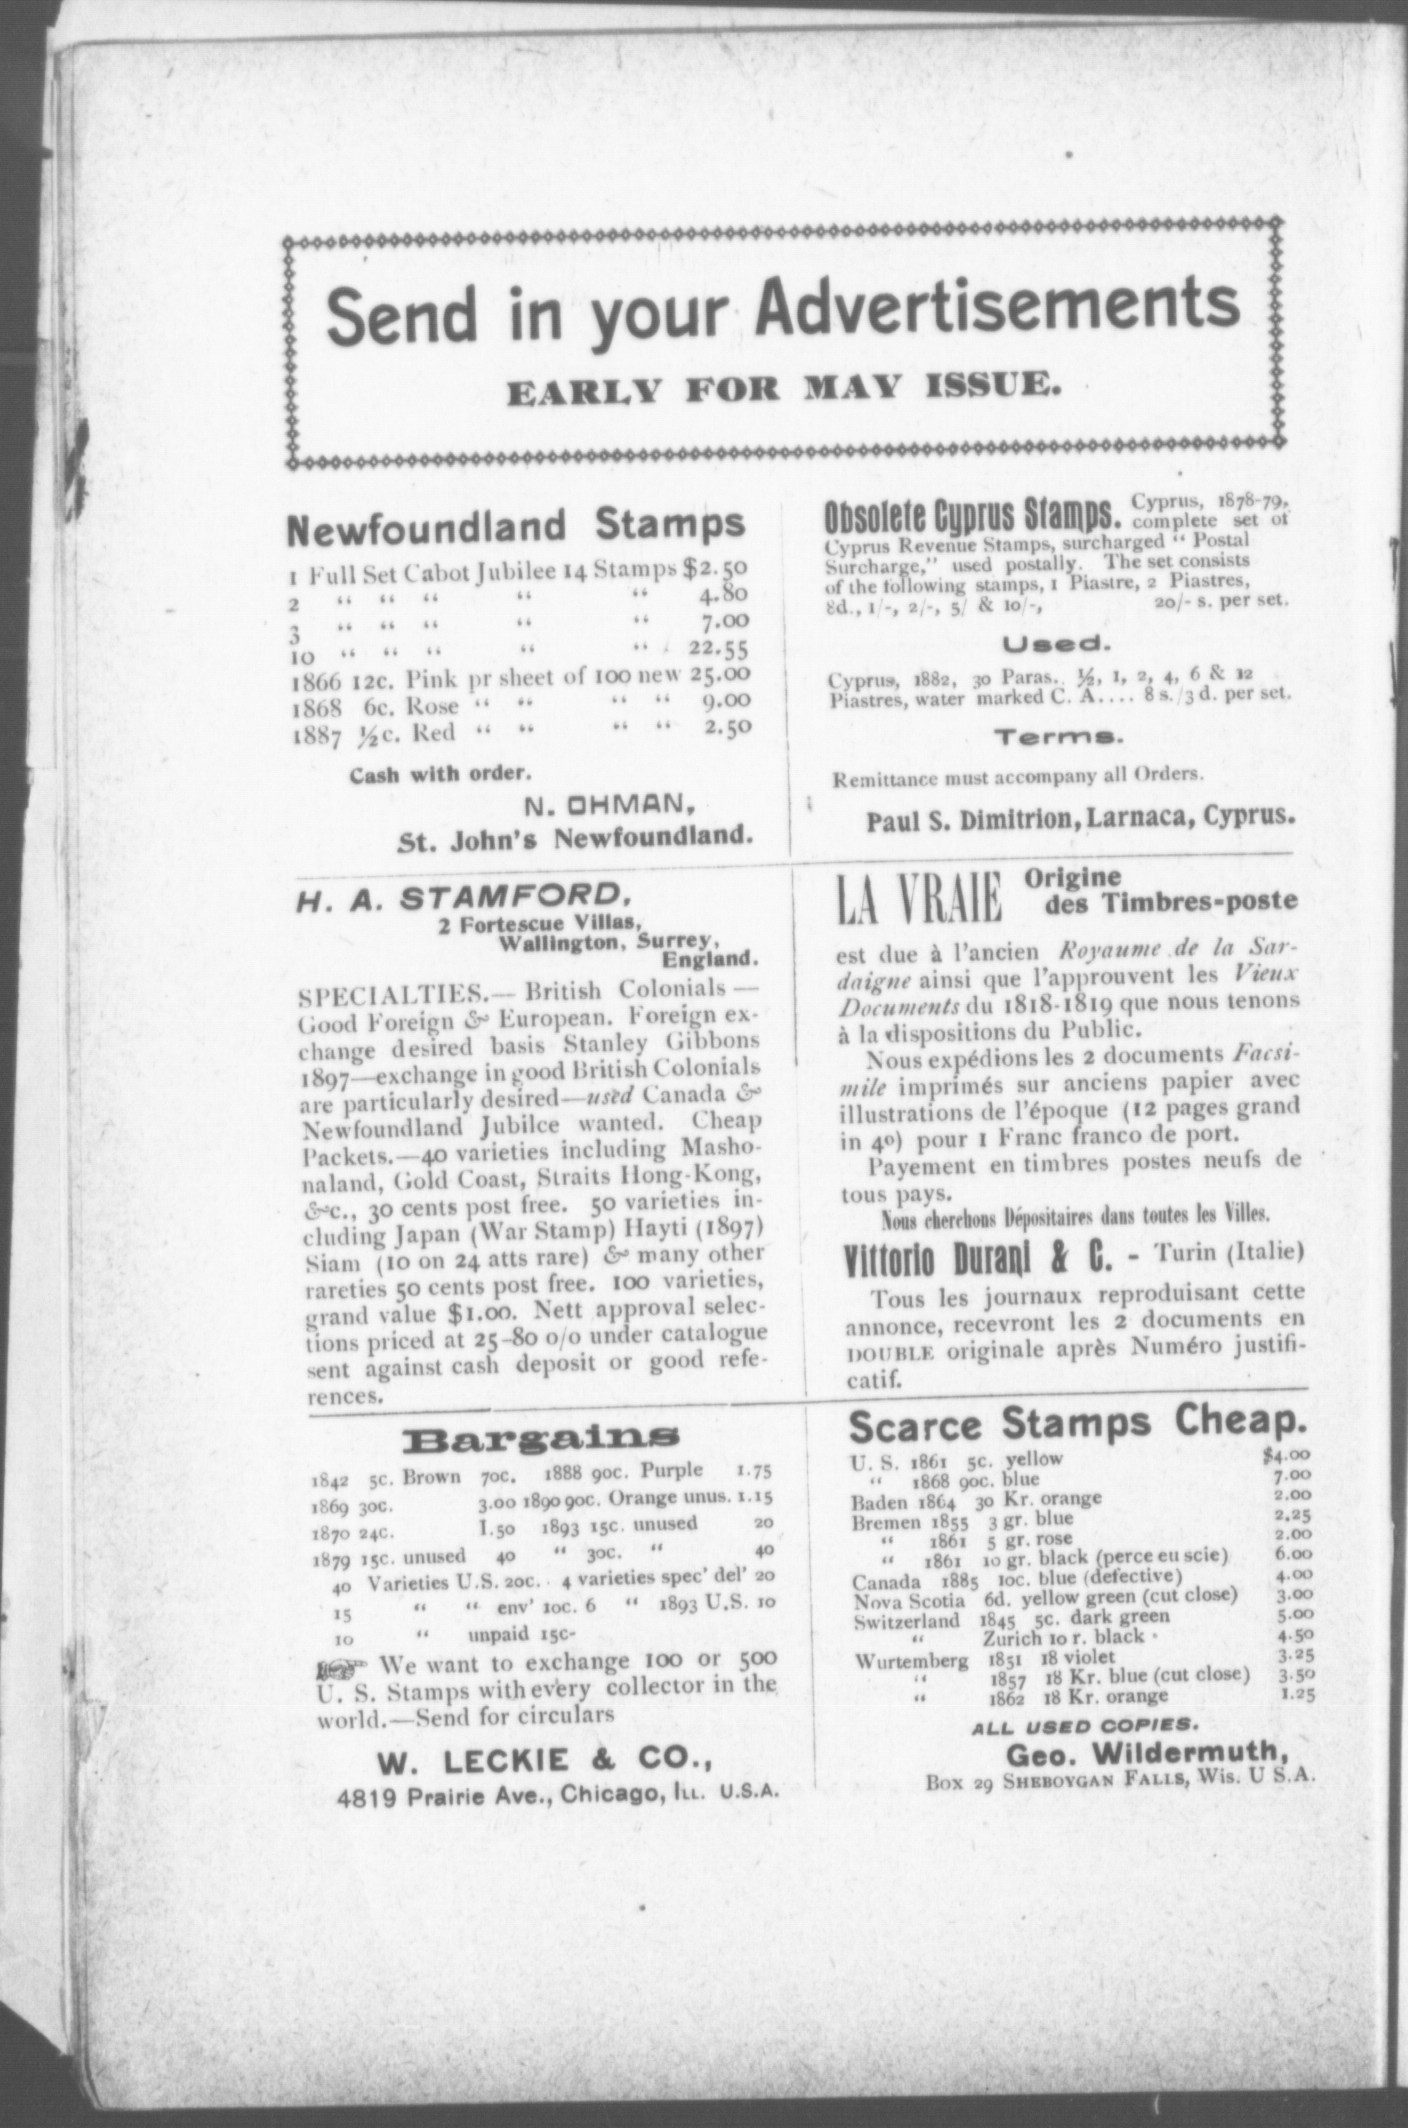 Send in your Advertisements
EARLY FOR MAY ISSUE.
Newfoundland Stamps
1 Full Set Cabot Jubilee 14 Stamps $2.50
2 “ “ “ “ “ 4.80
3 “ “ “ “ “ 7.00
10 “ “ “ “ “ 22.55
1866 12c. Pink pr sheet of 100 new 25.00
1868 6c. Rose “ “ “ “ 9.00
1887 ½c. Red “ “ “ “ 2.50
Cash with order.
N. OHMAN,
St. John's Newfoundland.
H. A. STAMFORD,
2 Fortescue Villas,
Wallington, Surrey,
England.
SPECIALTIES.— British Colonials —
Good Foreign & European. Foreign ex-
change desired basis Stanley Gibbons
1897—exchange in good British Colonials
are particularly desired—used Canada &
Newfoundland Jubilee wanted. Cheap
Packets.—40 varieties including Masho-
naland, Gold Coast, Straits Hong-Kong,
&c., 30 cents post free. 50 varieties in-
cluding Japan (War Stamp) Hayti (1897)
Siam (10 on 24 atts rare) & many other
rareties 50 cents post free. 100 varieties,
grand value $1.00. Nett approval selec-
tions priced at 25-80 o/o under catalogue
sent against cash deposit or good refe-
rences.
Bargains
1842 5c. Brown 70c. 1888 90c. Purple 1.75
1869 30c. 3.00 1890 90c. Orange unus. 1.15
1870 24c. 1.50 1893 15c. unused 20
1879 15c. unused 40 “ 30c. “ 40
40 Varieties U.S. 20c. 4 varieties spec' del' 20
15 “ “ env' 10c. 6 “ 1893 U.S. 10
10 “ unpaid 15c-
We want to exchange 100 or 500
U. S. Stamps with every collector in the
world.—Send for circulars
W. LECKIE & CO.,
4819 Prairie Ave., Chicago, ILL. U.S.A.
Obsolete Cyprus Stamps. Cyprus, 1878-79,
complete set of
Cyprus Revenue Stamps, surcharged “ Postal
Surcharge,” used postally. The set consists
of the following stamps, 1 Piastre, 2 Piastres,
8d., 1/-, 2/-, 5/ & 10/-, 20/- s. per set.
Used.
Cyprus, 1882, 30 Paras.. ½, 1, 2, 4, 6 & 12
Piastres, water marked C. A.... 8 s./3 d. per set.
Terms.
Remittance must accompany all Orders.
Paul S. Dimitrion, Larnaca, Cyprus.
LA VRAIE Origine
des Timbres-poste
est due à l'ancien Royaume de la Sar-
daigne ainsi que l'approuvent les Vieux
Documents du 1818-1819 que nous tenons
à la dispositions du Public.
Nous expédions les 2 documents Facsi-
mile imprimés sur anciens papier avec
illustrations de l'époque (12 pages grand
in 4o) pour 1 Franc franco de port.
Payement en timbres postes neufs de
tous pays.
Nous cherchons Dépositaires dans toutes les Villes.
Vittorio Durani & C. - Turin (Italie)
Tous les journaux reproduisant cette
annonce, recevront les 2 documents en
DOUBLE originale après Numéro justifi-
catif.
Scarce Stamps Cheap.
U. S. 1861 5c. yellow $4.00
“ 1868 90c. blue 7.00
Baden 1864 30 Kr. orange 2.00
Bremen 1855 3 gr. blue 2.25
“ 1861 5 gr. rose 2.00
“ 1861 10 gr. black (perce eu scie) 6.00
Canada 1885 10c. blue (defective) 4.00
Nova Scotia 6d. yellow green (cut close) 3.00
Switzerland 1845 5c. dark green 5.00
“ Zurich 10 r. black 4.50
Wurtemberg 1851 18 violet 3.25
“ 1857 18 Kr. blue (cut close) 3.50
“ 1862 18 Kr. orange 1.25
ALL USED COPIES.
Geo. Wildermuth,
Box 29 SHEBOYGAN FALLS, Wis. U S.A.